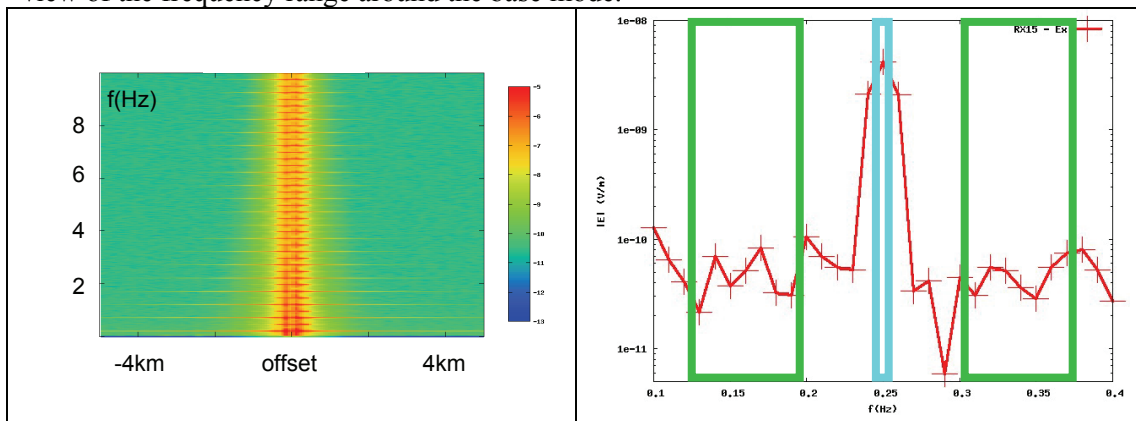 view of the frequency range around the base mode.
f(Hz)
8
6
4
2
-4km
offset
4km
-5
-6
-7
-8
-9
-10
-11
-12
-13
RX15 - Ex
1e-08
1e-09
1e-10
1e-11
|E| (V/m)
0.1
0.15
0.2
0.25
0.3
0.35
0.4
f(Hz)